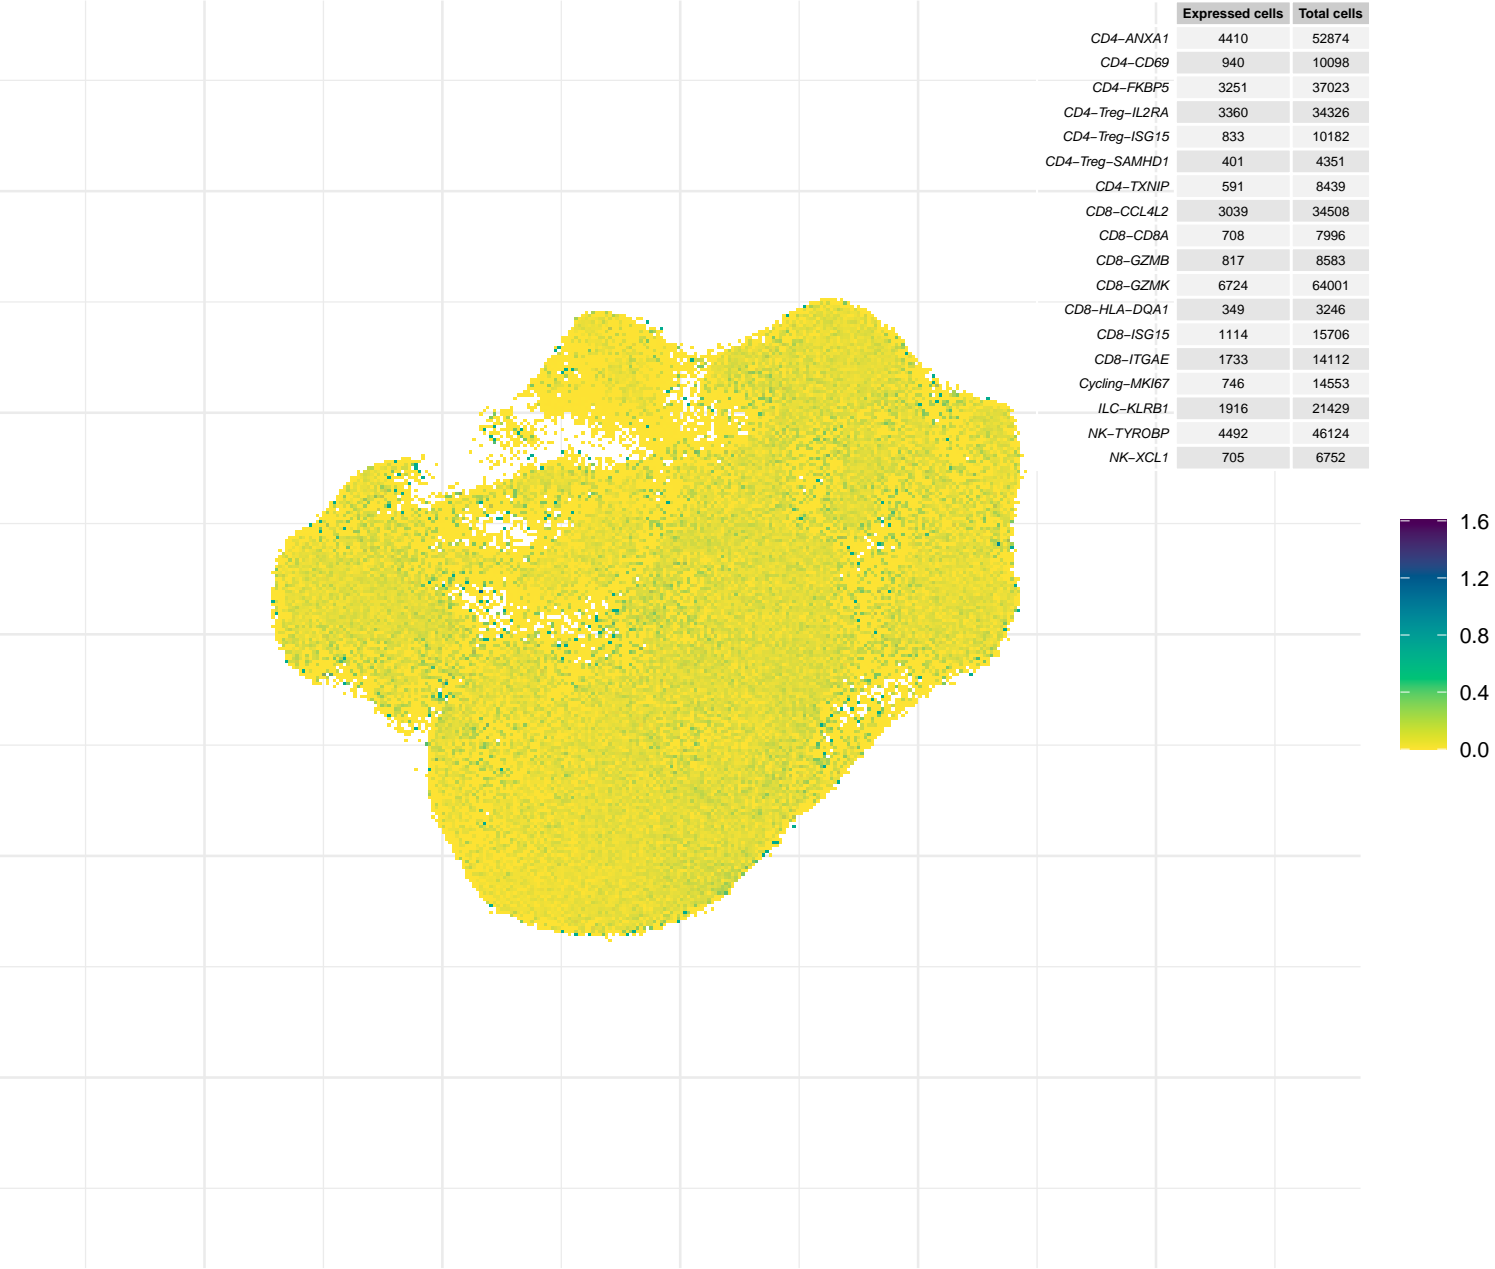 Expressed cells Total cells
CD4−ANXA1 4410 52874
CD4−CD69 940 10098
CD4−FKBP5 3251 37023
CD4−Treg−IL2RA 3360 34326
CD4−Treg−ISG15 833 10182
CD4−Treg−SAMHD1 401 4351
CD4−TXNIP 591 8439
CD8−CCL4L2 3039 34508
CD8−CD8A 708 7996
CD8−GZMB 817 8583
CD8−GZMK 6724 64001
CD8−HLA−DQA1 349 3246
CD8−ISG15 1114 15706
CD8−ITGAE 1733 14112
Cycling−MKI67 746 14553
ILC−KLRB1 1916 21429
NK−TYROBP 4492 46124
NK−XCL1 705 6752
1.6
1.2
0.8
0.4
0.0